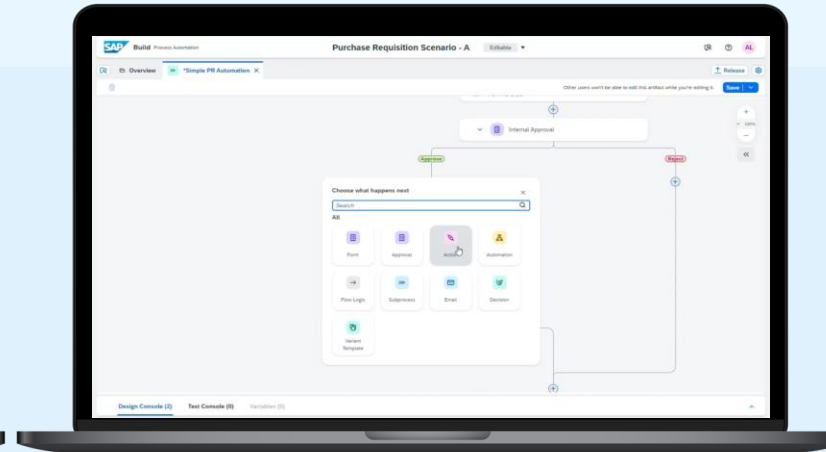 SAP Build Process Automation
Purchase Requisition Scenario - A
Editable
AL
Overview
*Simple PR Automation
Release
Other users won't be able to edit this artifact while you're editing it.
Save
Internal Approval
Approve
Reject
Choose what happens next
Search
All
Form
Approval
Action
Automation
Flow Logic
Subprocess
Email
Decision
Variant
Template
Design Console (2)
Test Console (0)
Variables (0)